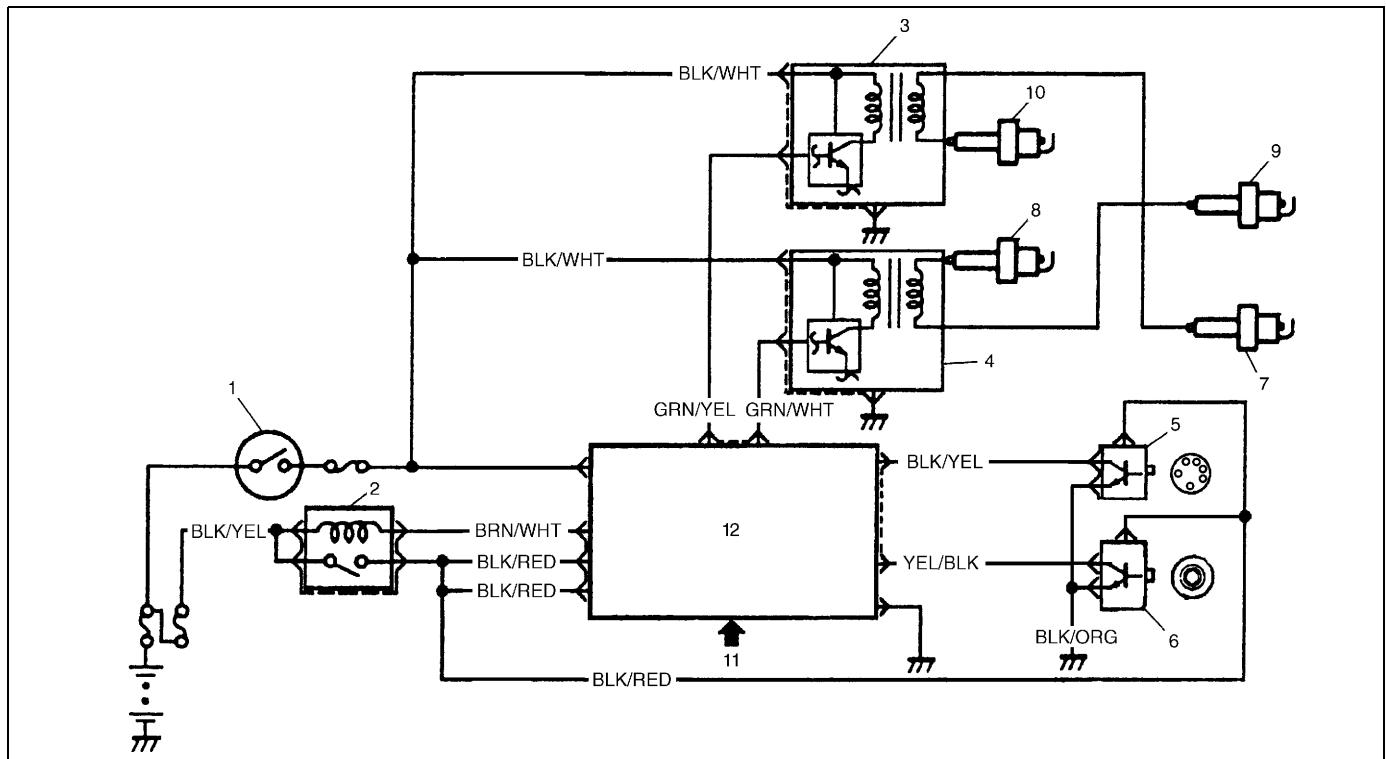 3
BLK/WHT
10
9
8
BLK/WHT
4
7
1
GRN/YEL GRN/WHT
5
BLK/YEL
2
BLK/YEL
BRN/WHT
12
BLK/RED
YEL/BLK
BLK/RED
BLK/ORG
6
11
BLK/RED